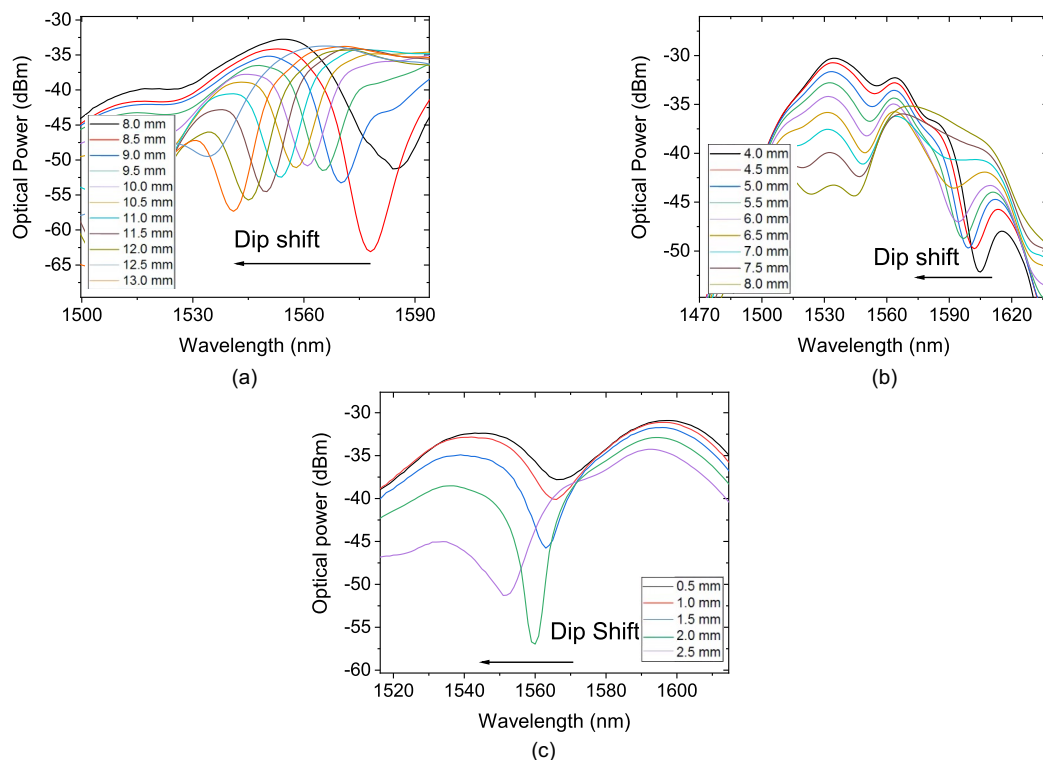 -30
-35
-40
-45
-50
-55
-60
-65
Optical Power (dBm)
8.0 mm
8.5 mm
9.0 mm
9.5 mm
10.0 mm
10.5 mm
11.0 mm
11.5 mm
12.0 mm
12.5 mm
13.0 mm
Dip shift
1500 1530 1560 1590
Wavelength (nm)
(a)
-30
-35
-40
-45
-50
Optical Power (dBm)
4.0 mm
4.5 mm
5.0 mm
5.5 mm
6.0 mm
6.5 mm
7.0 mm
7.5 mm
8.0 mm
Dip shift
1470 1500 1530 1560 1590 1620
Wavelength (nm)
(b)
-30
-35
-40
-45
-50
-55
-60
Optical power (dBm)
0.5 mm
1.0 mm
1.5 mm
2.0 mm
2.5 mm
Dip Shift
1520 1540 1560 1580 1600
Wavelength (nm)
(c)